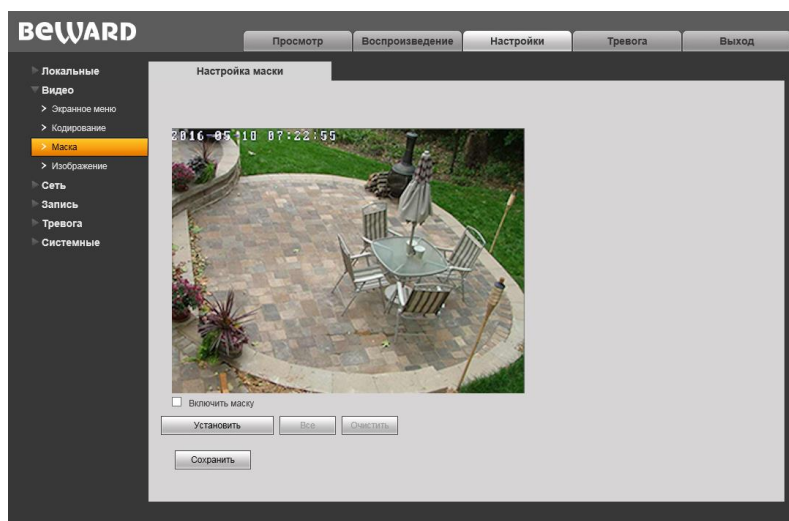 BEWARD
Просмотр Воспроизведение Настройки Тревога Выход
Локальные
Видео
> Экранное меню
> Кодирование
> Маска
> Изображение
Сеть
Запись
Тревога
Системные
Настройка маски
2016-05-10 07:22:55
Включить маску
Установить Все Очистить
Сохранить